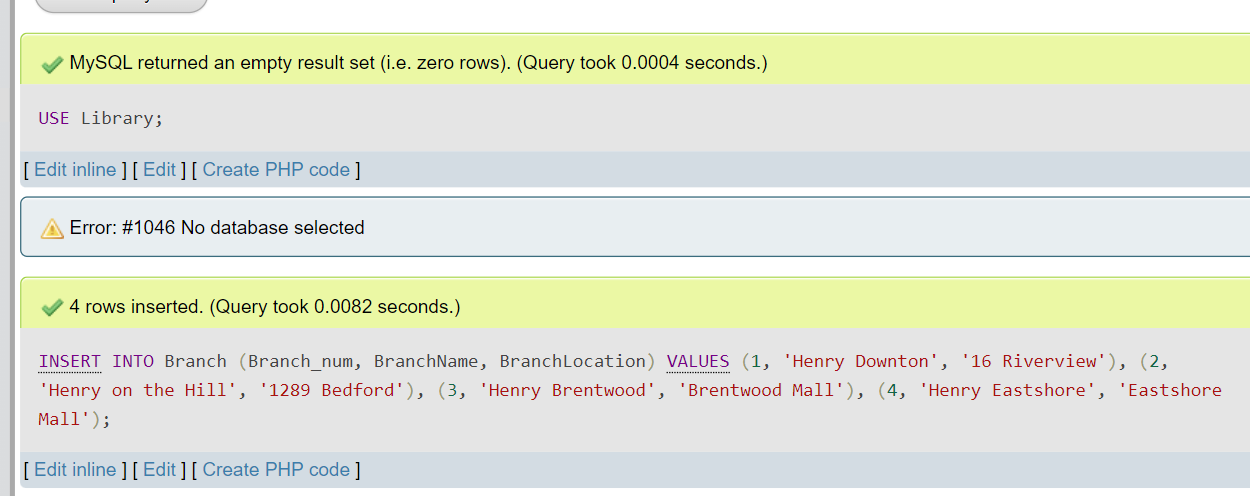 MySQL returned an empty result set (i.e. zero rows). (Query took 0.0004 seconds.)
USE Library;
[ Edit inline ] [ Edit ] [ Create PHP code ]
Error: #1046 No database selected
4 rows inserted. (Query took 0.0082 seconds.)
INSERT INTO Branch (Branch_num, BranchName, BranchLocation) VALUES (1, 'Henry Downton', '16 Riverview'), (2,
'Henry on the Hill', '1289 Bedford'), (3, 'Henry Brentwood', 'Brentwood Mall'), (4, 'Henry Eastshore', 'Eastshore
Mall');
[ Edit inline ] [ Edit ] [ Create PHP code ]